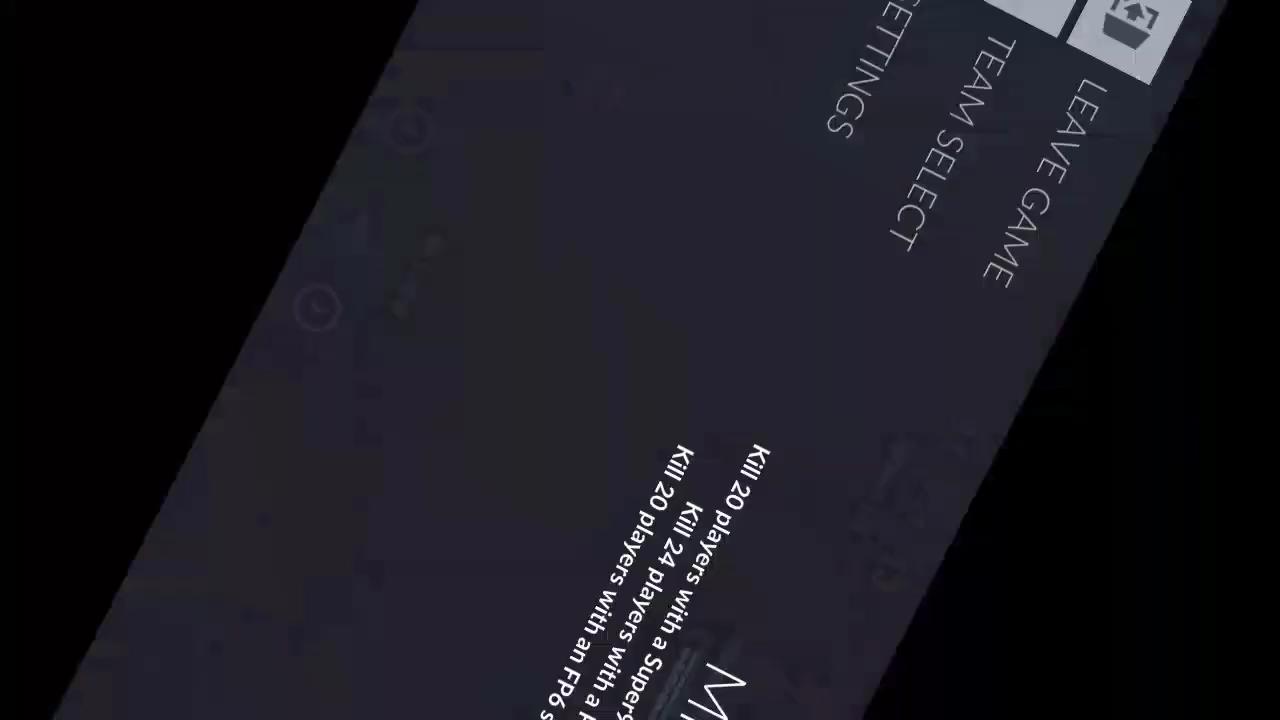 LEAVE GAME
TEAM SELECT
SETTINGS
Kill 20 players with a Super9
Kill 24 players with a
Kill 20 players with an FP6 s